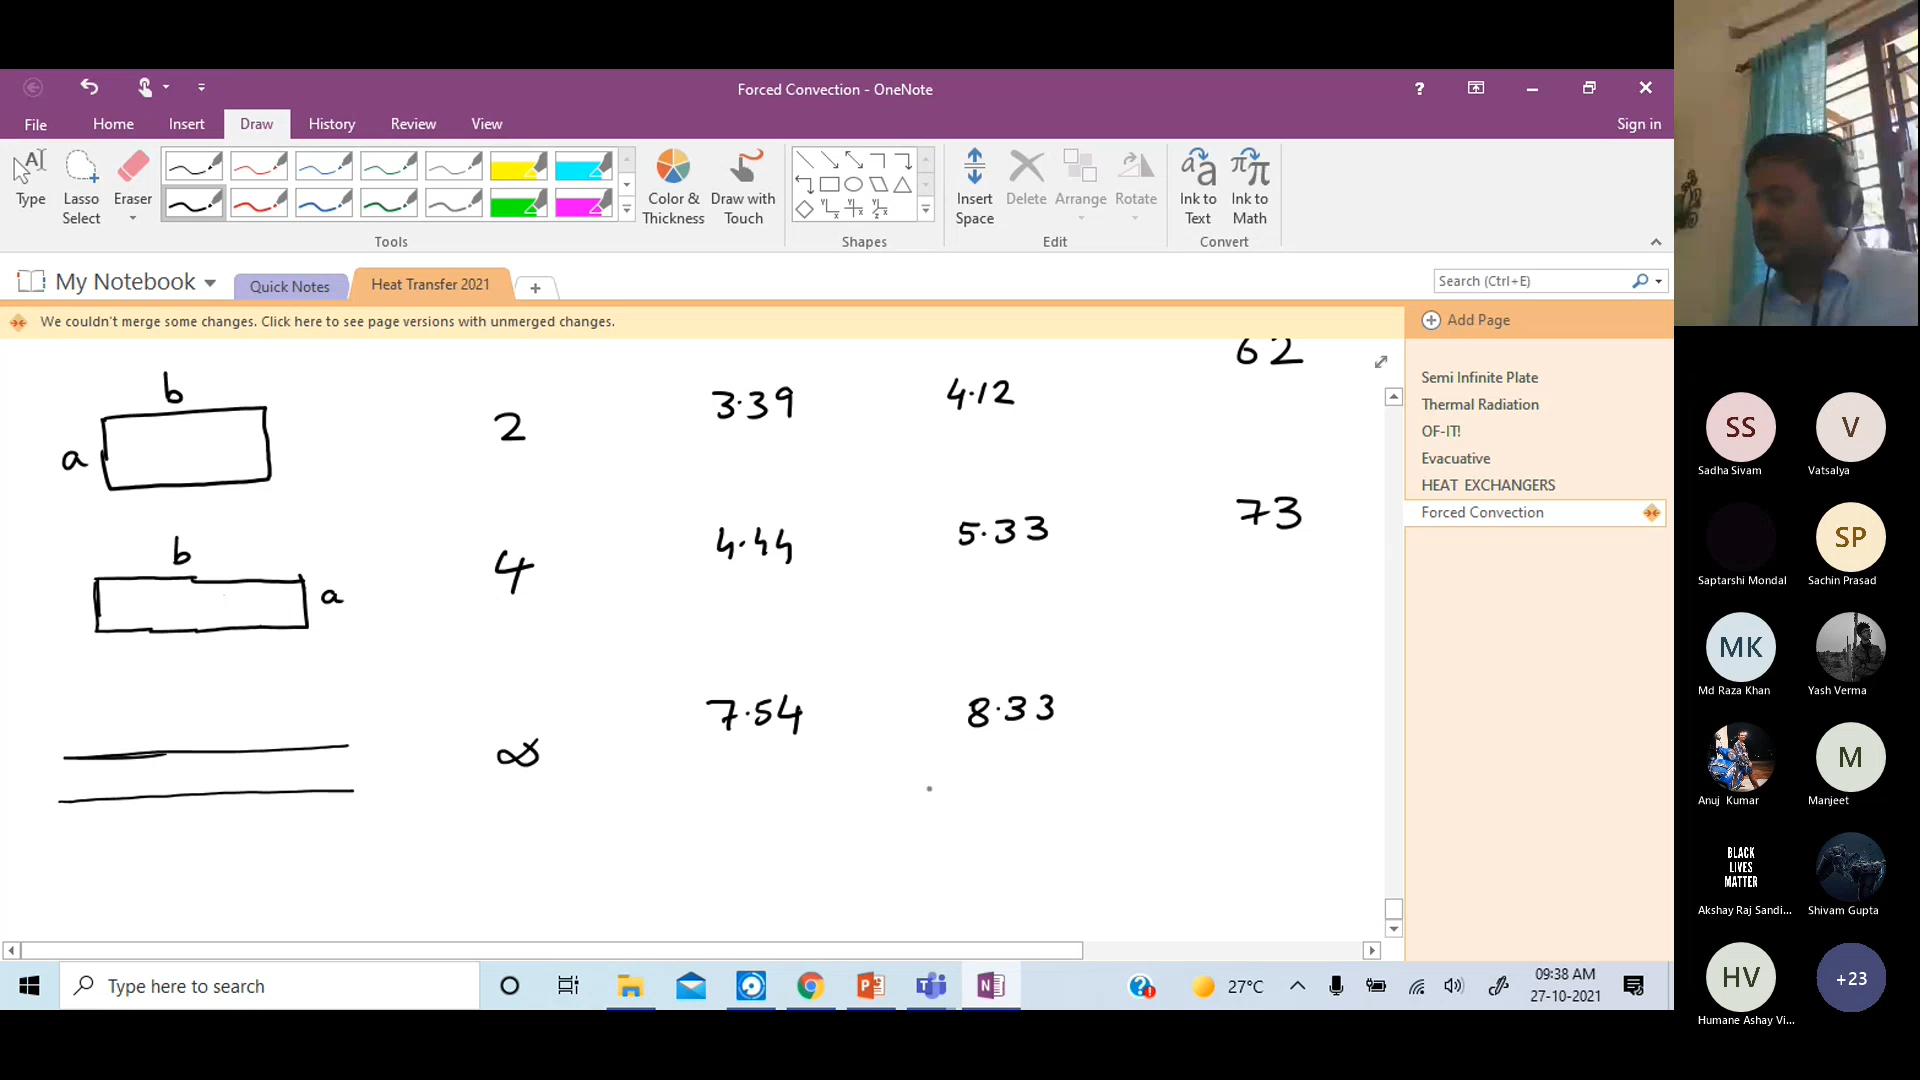 Forced Convection - OneNote
File Home Insert Draw History Review View Sign in
Type
Lasso Select
Eraser
Color & Thickness
Draw with Touch
Insert Space
Delete
Arrange
Rotate
Ink to Text
Ink to Math
Tools
Shapes
Edit
Convert
My Notebook
Quick Notes
Heat Transfer 2021
Search (Ctrl+E)
We couldn't merge some changes. Click here to see page versions with unmerged changes.
Add Page
Semi Infinite Plate
Thermal Radiation
OF-IT!
Evacuative
HEAT EXCHANGERS
Forced Convection
62
b
a
2 3.39 4.12
73
b
a
4 4.44 5.33
∞ 7.54 8.33
SS
Sadha Sivam
V
Vatsalya
Saptarshi Mondal
SP
Sachin Prasad
MK
Md Raza Khan
Yash Verma
Anuj Kumar
M
Manjeet
BLACK
LIVES
MATTER
Akshay Raj Sandi...
Shivam Gupta
HV
Humane Ashay Vi...
+23
Type here to search
27°C
09:38 AM
27-10-2021